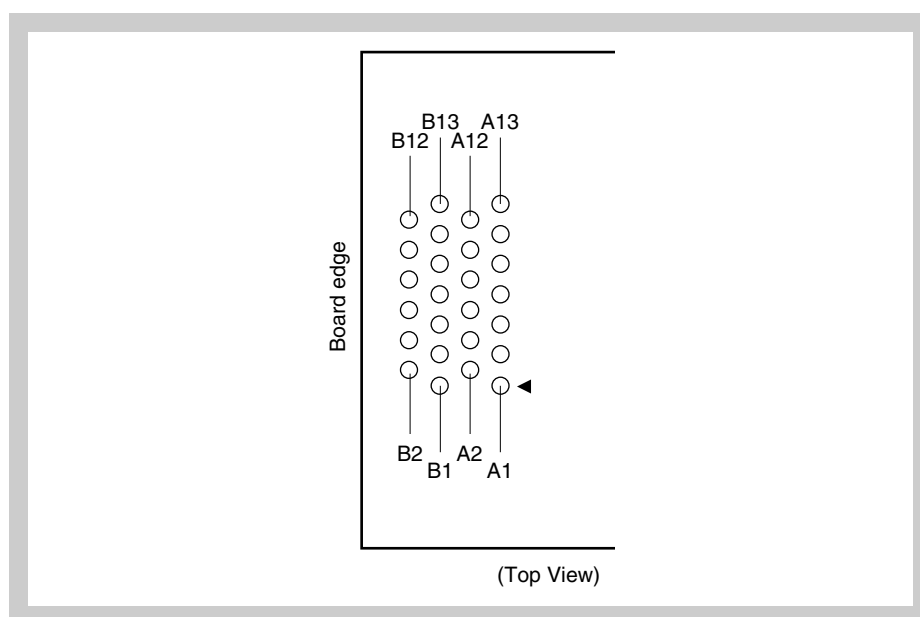 B13 A13
B12 A12
Board edge
B2 A2
B1 A1
(Top View)